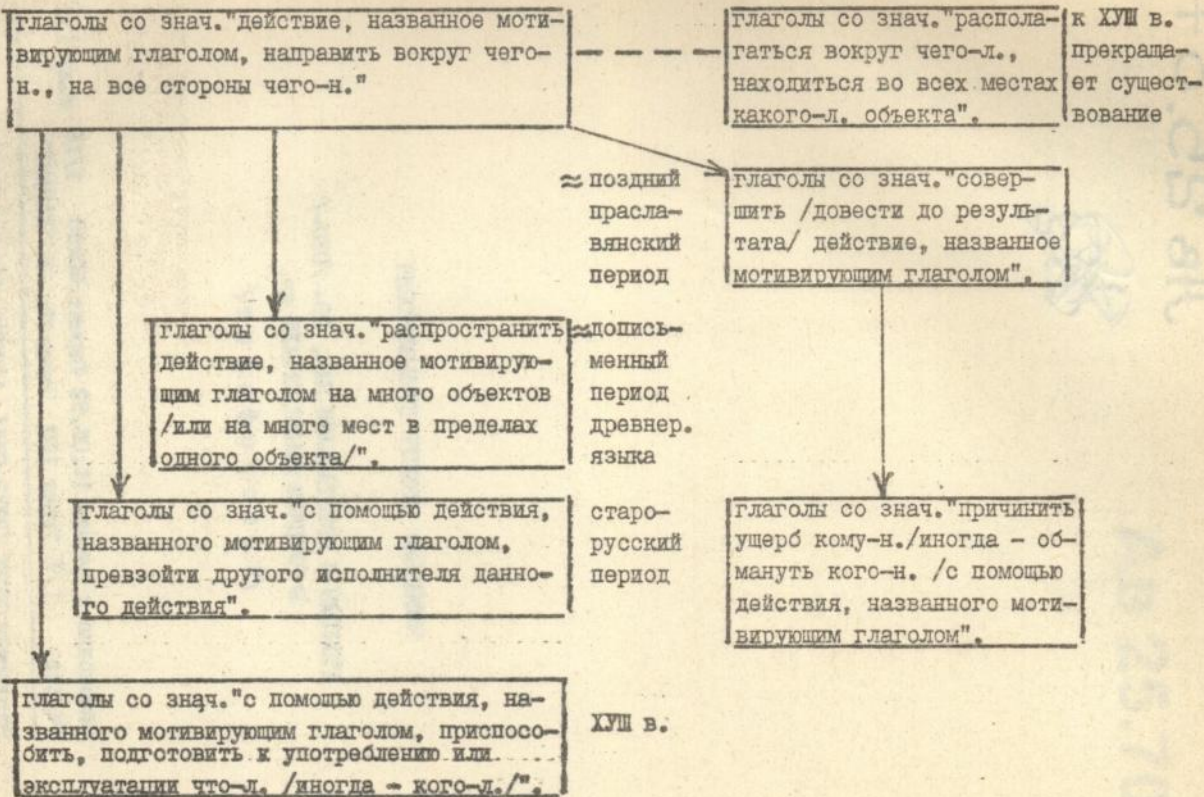 глаголы со знач."действие, названное моти-
вирующим глаголом, направить вокруг чего-
н., на все стороны чего-н."
глаголы со знач."распола-
гаться вокруг чего-л.,
находиться во всех местах
какого-л. объекта".
к ХУШ в.
прекраща-
ет сущест-
вование
≈ поздний
прасла-
вянский
период
глаголы со знач."совер-
шить /довести до резуль-
тата/ действие, названное
мотивирующим глаголом".
глаголы со знач."распространить
действие, названное мотивирую-
щим глаголом на много объектов
/или на много мест в пределах
одного объекта/".
≈допись-
менный
период
древнер.
языка
глаголы со знач."с помощью действия,
названного мотивирующим глаголом,
превзойти другого исполнителя данно-
го действия".
старо-
русский
период
глаголы со знач."причинить
ущерб кому-н./иногда - об-
мануть кого-н. /с помощью
действия, названного моти-
вирующим глаголом".
глаголы со знач."с помощью действия, на-
званного мотивирующим глаголом, приспосо-
бить, подготовить к употреблению или
эксплуатации что-л. /иногда - кого-л./".
ХУШ в.